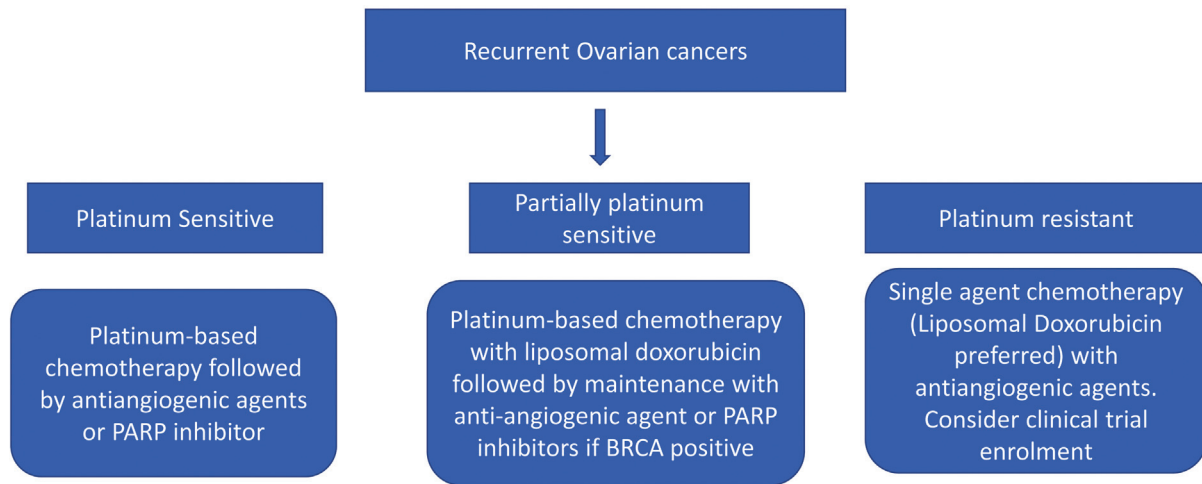 Recurrent Ovarian cancers
Platinum Sensitive
Partially platinum
sensitive
Platinum resistant
Platinum-based
chemotherapy followed
by antiangiogenic agents
or PARP inhibitor
Platinum-based chemotherapy
with liposomal doxorubicin
followed by maintenance with
anti-angiogenic agent or PARP
inhibitors if BRCA positive
Single agent chemotherapy
(Liposomal Doxorubicin
preferred) with
antiangiogenic agents.
Consider clinical trial
enrolment